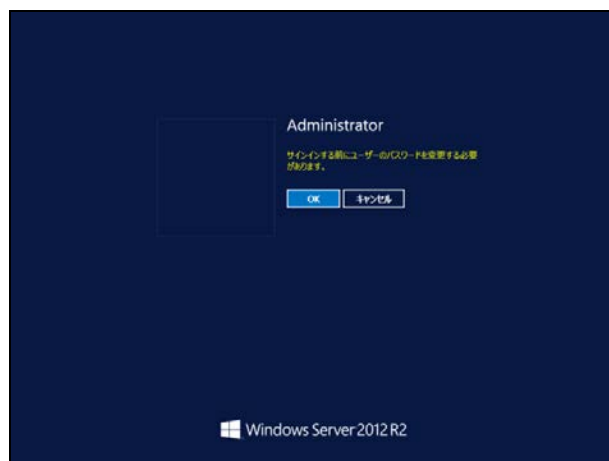 Administrator
サインインする前にユーザーのパスワードを変更する必要
があります。
OK
キャンセル
Windows Server 2012 R2